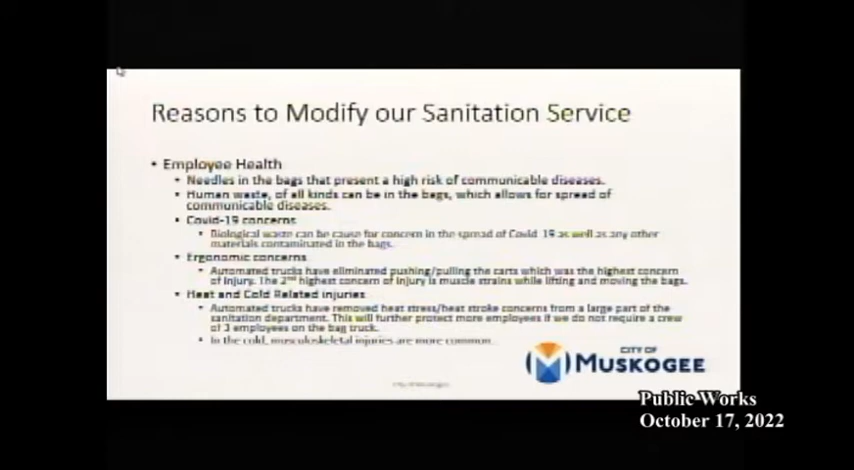 Reasons to Modify our Sanitation Service
• Employee Health
• Needles in the bags that present a high risk of communicable diseases.
• Human waste, of all kinds can be in the bags, which allows for spread of
communicable diseases.
• Covid-19 concerns
• Biological waste can be cause for concern in the spread of Covid 19 as well as any other
materials contaminated in the bags.
• Ergonomic concerns
• Automated trucks have eliminated pushing/pulling the carts which was the highest concern
of injury. The 2nd highest concern of injury is muscle strains while lifting and moving the bags.
• Heat and Cold Related injuries
• Automated trucks have removed heat stress/heat stroke concerns from a large part of the
sanitation department. This will further protect more employees if we do not require a crew
of 3 employees on the bag truck.
• In the cold, musculoskeletal injuries are more common.
CITY OF
MUSKOGEE
City of Muskogee
Public Works
October 17, 2022